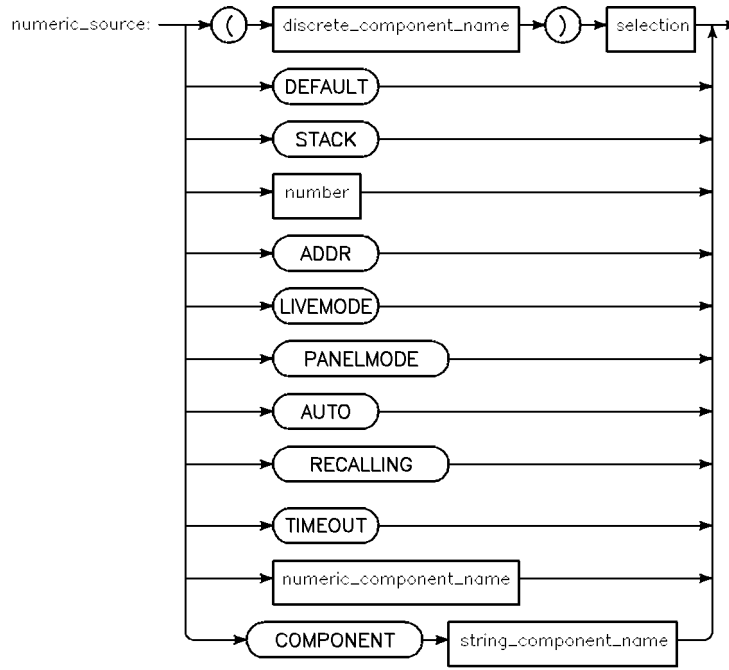 numeric_source: ( discrete_component_name ) selection
DEFAULT
STACK
number
ADDR
LIVEMODE
PANELMODE
AUTO
RECALLING
TIMEOUT
numeric_component_name
COMPONENT string_component_name